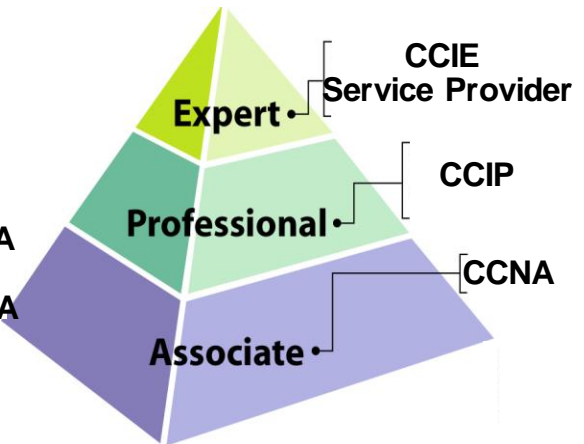 CCIE
Service Provider
Expert
CCIP
Professional
A
CCNA
A
Associate